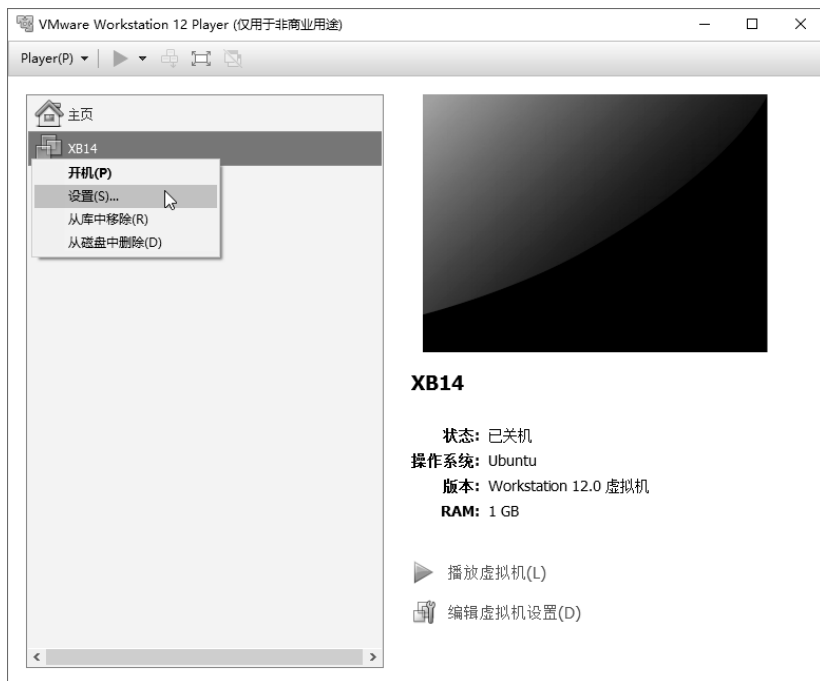 VMware Workstation 12 Player (仅用于非商业用途)
Player(P)
主页
XB14
开机(P)
设置(S)...
从库中移除(R)
从磁盘中删除(D)
XB14
状态: 已关机
操作系统: Ubuntu
版本: Workstation 12.0 虚拟机
RAM: 1 GB
播放虚拟机(L)
编辑虚拟机设置(D)